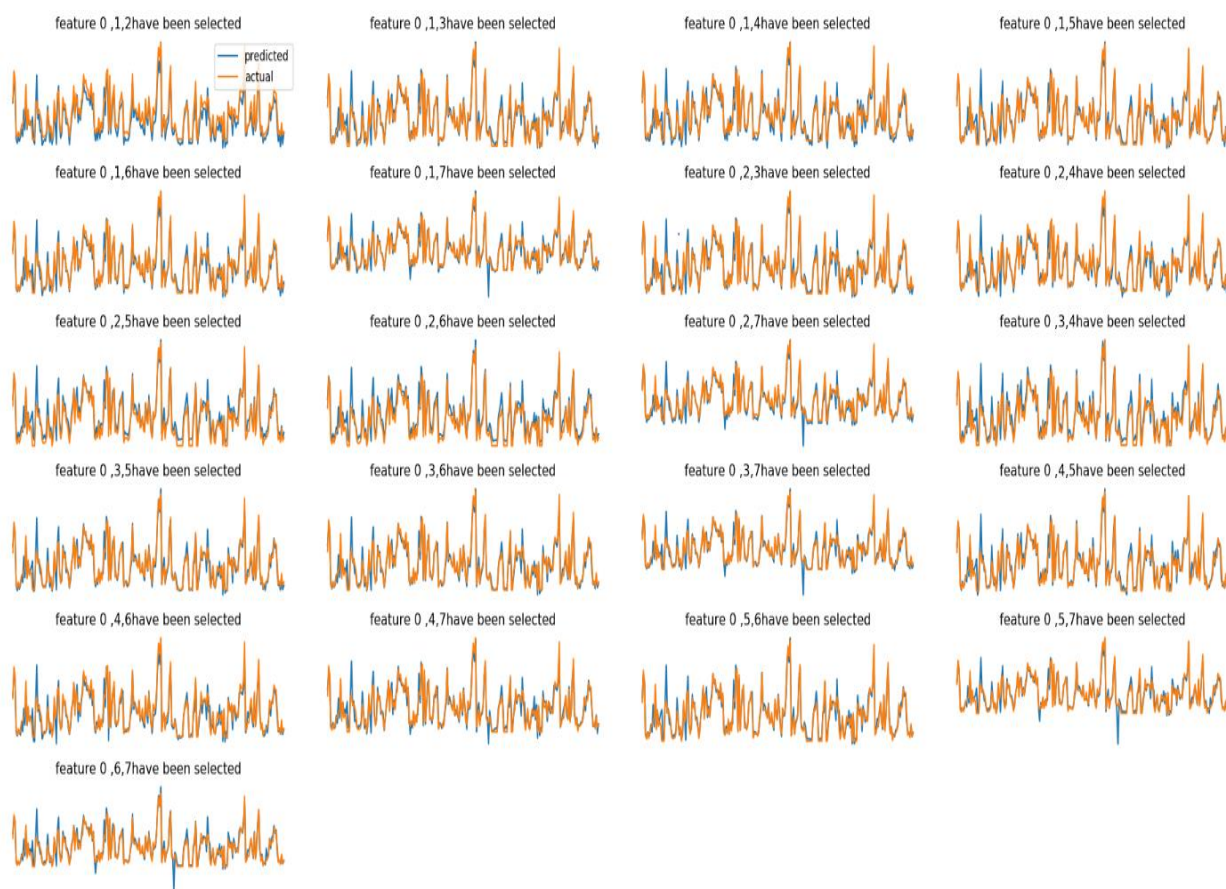 feature 0 ,1,2have been selected
predicted
actual
feature 0 ,1,3have been selected
feature 0 ,1,4have been selected
feature 0 ,1,5have been selected
feature 0 ,1,6have been selected
feature 0 ,1,7have been selected
feature 0 ,2,3have been selected
feature 0 ,2,4have been selected
feature 0 ,2,5have been selected
feature 0 ,2,6have been selected
feature 0 ,2,7have been selected
feature 0 ,3,4have been selected
feature 0 ,3,5have been selected
feature 0 ,3,6have been selected
feature 0 ,3,7have been selected
feature 0 ,4,5have been selected
feature 0 ,4,6have been selected
feature 0 ,4,7have been selected
feature 0 ,5,6have been selected
feature 0 ,5,7have been selected
feature 0 ,6,7have been selected